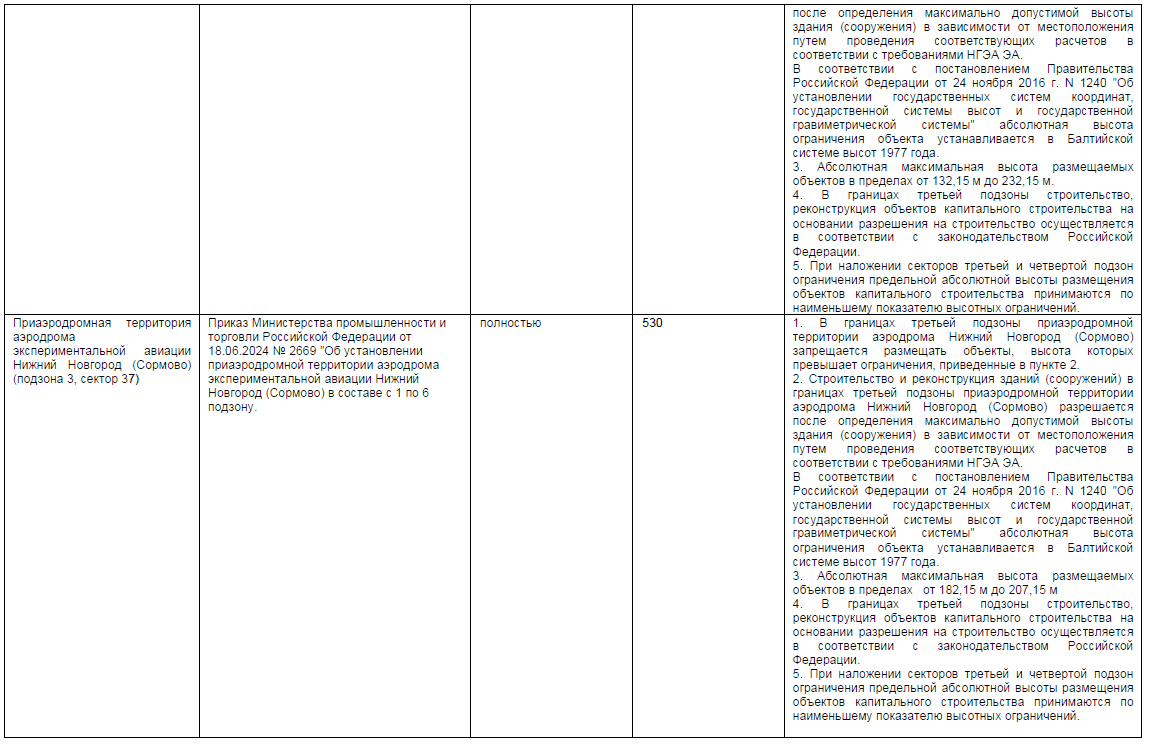 после определения максимально допустимой высоты
здания (сооружения) в зависимости от местоположения
путем проведения соответствующих расчетов в
соответствии с требованиями НГЭА ЭА.
В соответствии с постановлением Правительства
Российской Федерации от 24 ноября 2016 г. N 1240 "Об
установлении государственных систем координат,
государственной системы высот и государственной
гравиметрической системы" абсолютная высота
ограничения объекта устанавливается в Балтийской
системе высот 1977 года.
3. Абсолютная максимальная высота размещаемых
объектов в пределах от 132,15 м до 232,15 м.
4. В границах третьей подзоны строительство,
реконструкция объектов капитального строительства на
основании разрешения на строительство осуществляется
в соответствии с законодательством Российской
Федерации.
5. При наложении секторов третьей и четвертой подзон
ограничения предельной абсолютной высоты размещения
объектов капитального строительства принимаются по
наименьшему показателю высотных ограничений.
Приаэродромная территория
аэродрома
экспериментальной авиации
Нижний Новгород (Сормово)
(подзона 3, сектор 37)
Приказ Министерства промышленности и
торговли Российской Федерации от
18.06.2024 № 2669 "Об установлении
приаэродромной территории аэродрома
экспериментальной авиации Нижний
Новгород (Сормово) в составе с 1 по 6
подзону.
полностью
530
1. В границах третьей подзоны приаэродромной
территории аэродрома Нижний Новгород (Сормово)
запрещается размещать объекты, высота которых
превышает ограничения, приведенные в пункте 2.
2. Строительство и реконструкция зданий (сооружений) в
границах третьей подзоны приаэродромной территории
аэродрома Нижний Новгород (Сормово) разрешается
после определения максимально допустимой высоты
здания (сооружения) в зависимости от местоположения
путем проведения соответствующих расчетов в
соответствии с требованиями НГЭА ЭА.
В соответствии с постановлением Правительства
Российской Федерации от 24 ноября 2016 г. N 1240 "Об
установлении государственных систем координат,
государственной системы высот и государственной
гравиметрической системы" абсолютная высота
ограничения объекта устанавливается в Балтийской
системе высот 1977 года.
3. Абсолютная максимальная высота размещаемых
объектов в пределах от 182,15 м до 207,15 м
4. В границах третьей подзоны строительство,
реконструкция объектов капитального строительства на
основании разрешения на строительство осуществляется
в соответствии с законодательством Российской
Федерации.
5. При наложении секторов третьей и четвертой подзон
ограничения предельной абсолютной высоты размещения
объектов капитального строительства принимаются по
наименьшему показателю высотных ограничений.